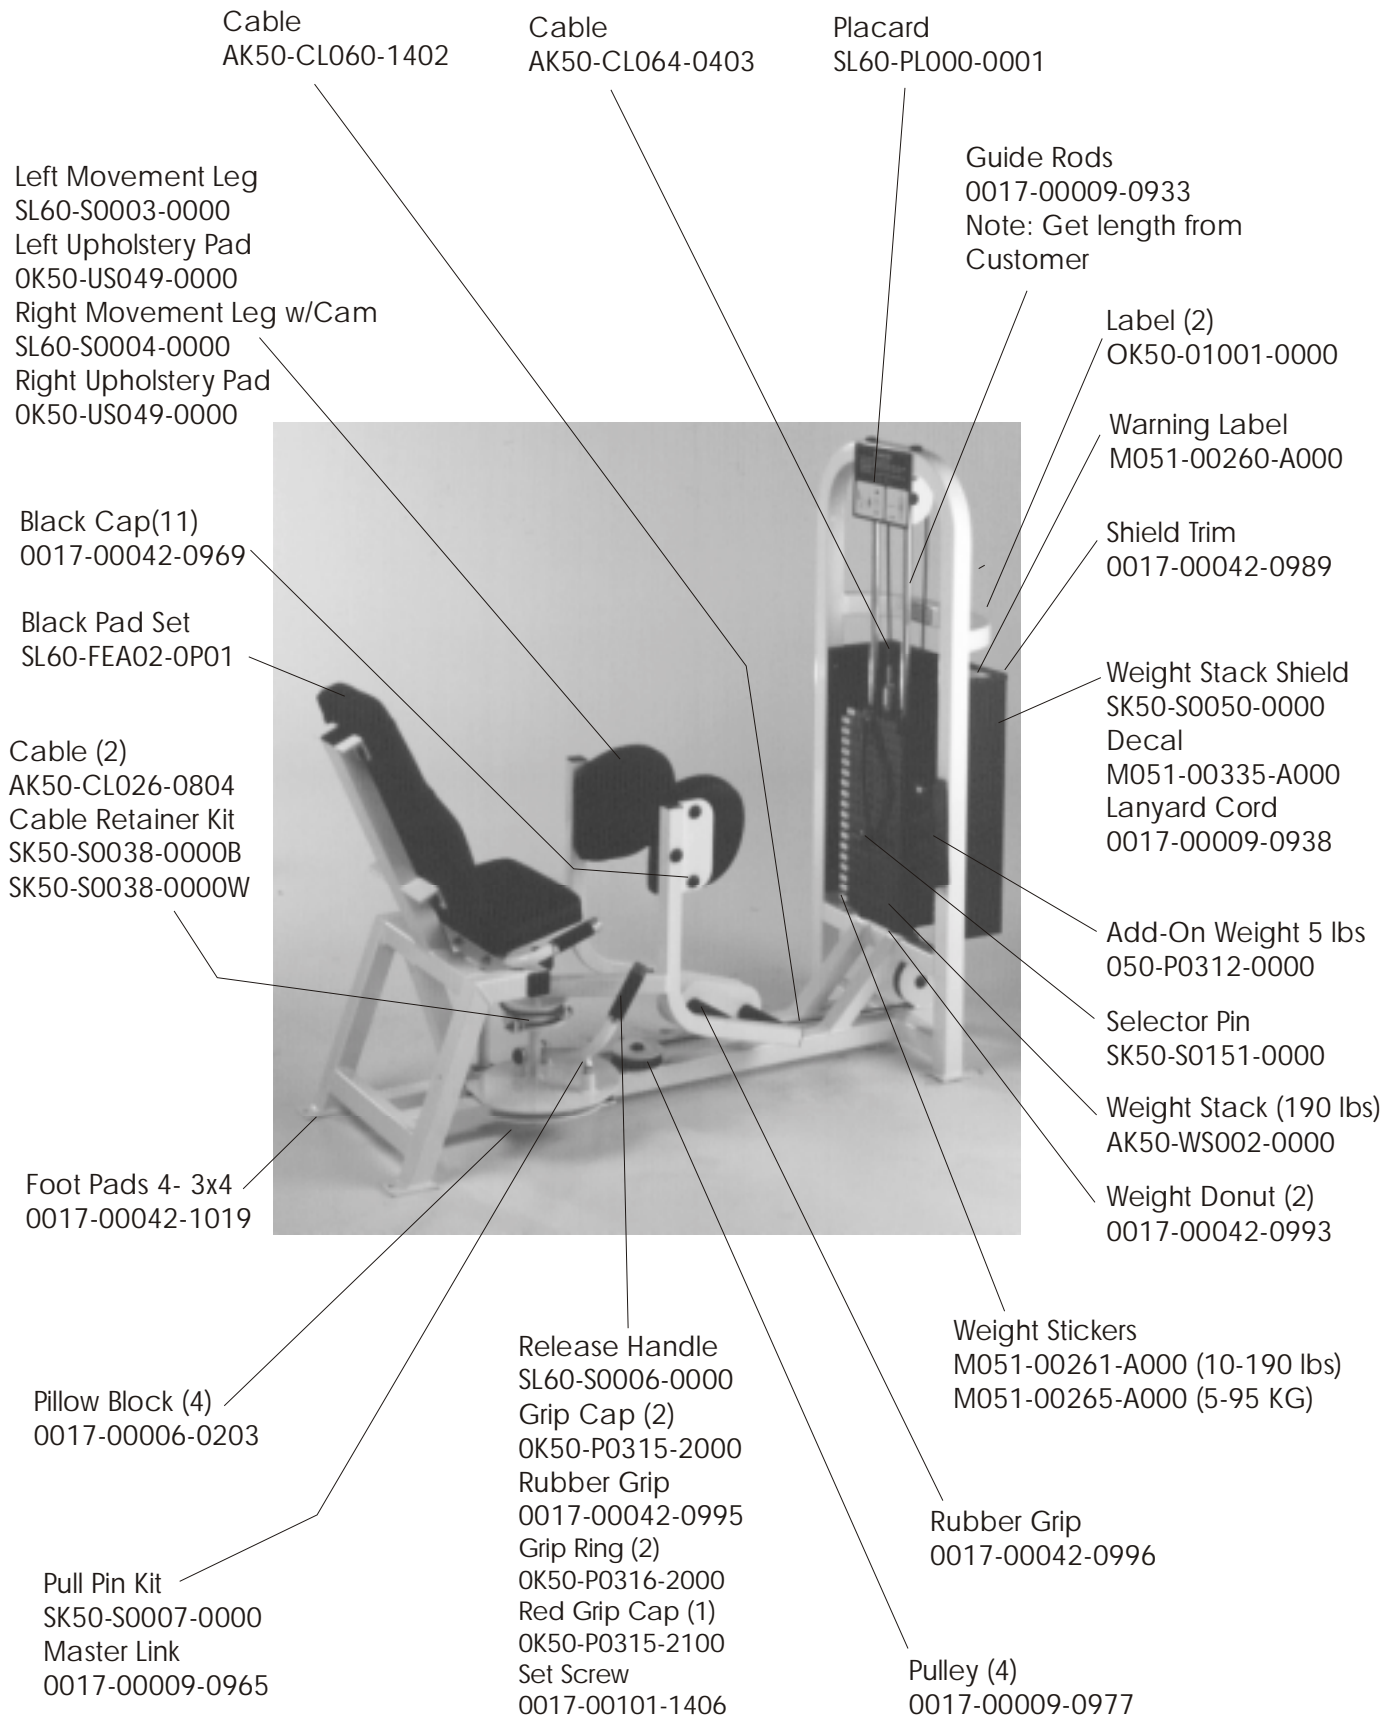 Cable
AK50-CL060-1402
Cable
AK50-CL064-0403
Placard
SL60-PL000-0001
Guide Rods
0017-00009-0933
Note: Get length from
Customer
Left Movement Leg
SL60-S0003-0000
Left Upholstery Pad
0K50-US049-0000
Right Movement Leg w/Cam
SL60-S0004-0000
Right Upholstery Pad
0K50-US049-0000
Label (2)
OK50-01001-0000
Warning Label
M051-00260-A000
Black Cap(11)
0017-00042-0969
Shield Trim
0017-00042-0989
Black Pad Set
SL60-FEA02-0P01
Weight Stack Shield
SK50-S0050-0000
Decal
M051-00335-A000
Lanyard Cord
0017-00009-0938
Cable (2)
AK50-CL026-0804
Cable Retainer Kit
SK50-S0038-0000B
SK50-S0038-0000W
Add-On Weight 5 lbs
050-P0312-0000
Selector Pin
SK50-S0151-0000
Weight Stack (190 lbs)
AK50-WS002-0000
Foot Pads 4- 3x4
0017-00042-1019
Weight Donut (2)
0017-00042-0993
Weight Stickers
M051-00261-A000 (10-190 lbs)
M051-00265-A000 (5-95 KG)
Pillow Block (4)
0017-00006-0203
Release Handle
SL60-S0006-0000
Grip Cap (2)
0K50-P0315-2000
Rubber Grip
0017-00042-0995
Grip Ring (2)
0K50-P0316-2000
Red Grip Cap (1)
0K50-P0315-2100
Set Screw
0017-00101-1406
Rubber Grip
0017-00042-0996
Pull Pin Kit
SK50-S0007-0000
Master Link
0017-00009-0965
Pulley (4)
0017-00009-0977